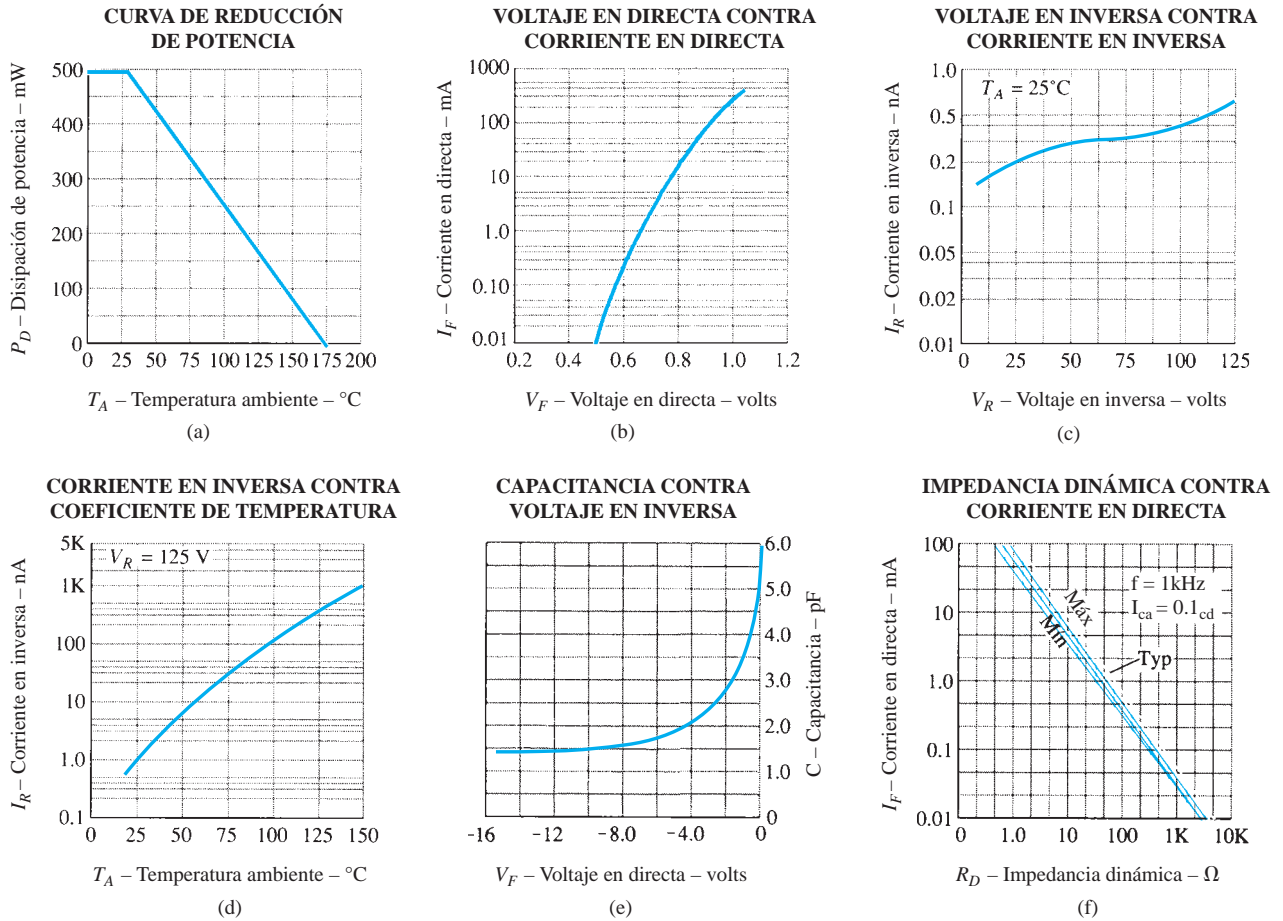 CURVA DE REDUCCIÓN
DE POTENCIA
P_D – Disipación de potencia – mW
500
400
300
200
100
0
0 25 50 75 100 125 150 175 200
T_A – Temperatura ambiente – °C
(a)
VOLTAJE EN DIRECTA CONTRA
CORRIENTE EN DIRECTA
I_F – Corriente en directa – mA
1000
100
10
1.0
0.10
0.01
0.2 0.4 0.6 0.8 1.0 1.2
V_F – Voltaje en directa – volts
(b)
VOLTAJE EN INVERSA CONTRA
CORRIENTE EN INVERSA
I_R – Corriente en inversa – nA
T_A = 25°C
1.0
0.5
0.2
0.1
0.05
0.02
0.01
0 25 50 75 100 125
V_R – Voltaje en inversa – volts
(c)
CORRIENTE EN INVERSA CONTRA
COEFICIENTE DE TEMPERATURA
I_R – Corriente en inversa – nA
V_R = 125 V
5K
1K
100
10
1.0
0.1
0 25 50 75 100 125 150
T_A – Temperatura ambiente – °C
(d)
CAPACITANCIA CONTRA
VOLTAJE EN INVERSA
6.0
5.0
4.0
3.0
2.0
1.0
0
C – Capacitancia – pF
-16 -12 -8.0 -4.0 0
V_F – Voltaje en directa – volts
(e)
IMPEDANCIA DINÁMICA CONTRA
CORRIENTE EN DIRECTA
I_F – Corriente en directa – mA
100
10
1.0
0.1
0.01
f = 1kHz
I_ca = 0.1_cd
Máx
Mín
Typ
0 1.0 10 100 1K 10K
R_D – Impedancia dinámica – Ω
(f)